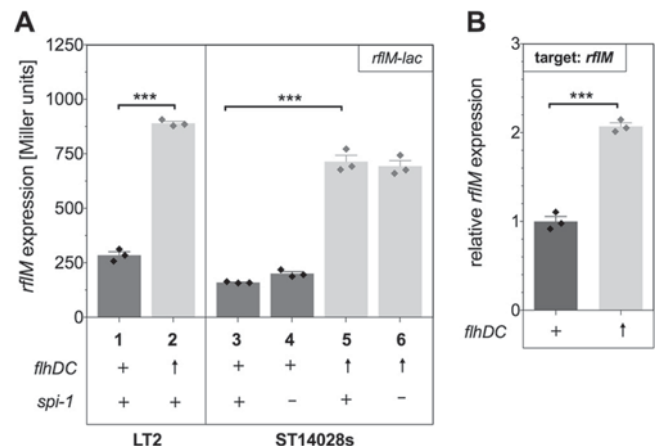 A
rflM expression [Miller units]
1250
1000
750
500
250
0
rflM-lac
***
***
1 2 3 4 5 6
flhDC + ↑ + + ↑ ↑
spi-1 + + + − + −
LT2 ST14028s
B
relative rflM expression
3
2
1
0
target: rflM
***
flhDC + ↑